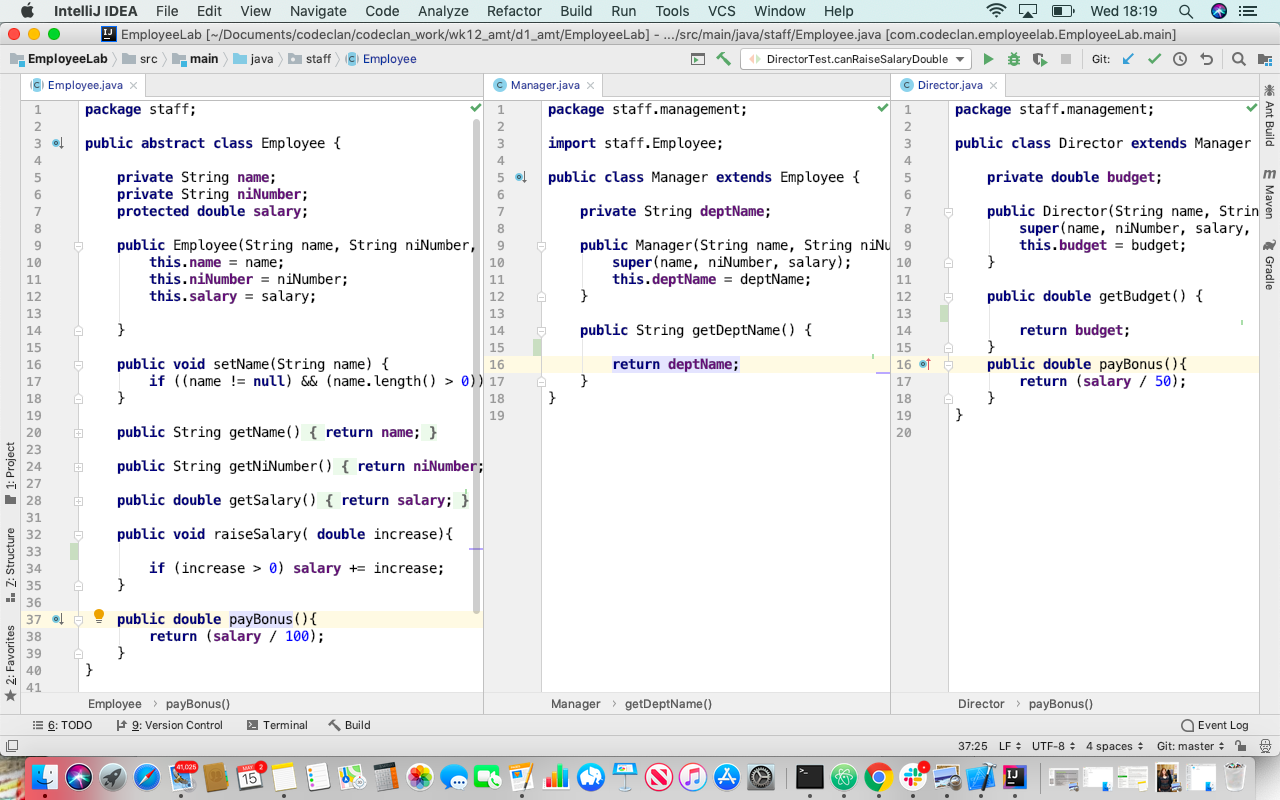 IntelliJ IDEA File Edit View Navigate Code Analyze Refactor Build Run Tools VCS Window Help Wed 18:19
EmployeeLab [~/Documents/codeclan/codeclan_work/wk12_amt/d1_amt/EmployeeLab] - .../src/main/java/staff/Employee.java [com.codeclan.employeelab.EmployeeLab.main]
EmployeeLab src main java staff Employee DirectorTest.canRaiseSalaryDouble Git:
Employee.java
1 package staff;
2
3 public abstract class Employee {
4
5 private String name;
6 private String niNumber;
7 protected double salary;
8
9 public Employee(String name, String niNumber,
10 this.name = name;
11 this.niNumber = niNumber;
12 this.salary = salary;
13
14 }
15
16 public void setName(String name) {
17 if ((name != null) && (name.length() > 0))
18 }
19
20 public String getName() { return name; }
23
24 public String getNiNumber() { return niNumber;
27
28 public double getSalary() { return salary; }
31
32 public void raiseSalary( double increase){
33
34 if (increase > 0) salary += increase;
35 }
36
37 public double payBonus(){
38 return (salary / 100);
39 }
40 }
41
Employee › payBonus()
Manager.java
1 package staff.management;
2
3 import staff.Employee;
4
5 public class Manager extends Employee {
6
7 private String deptName;
8
9 public Manager(String name, String niNu
10 super(name, niNumber, salary);
11 this.deptName = deptName;
12 }
13
14 public String getDeptName() {
15
16 return deptName;
17 }
18 }
19
Manager › getDeptName()
Director.java
1 package staff.management;
2
3 public class Director extends Manager
4
5 private double budget;
6
7 public Director(String name, Strin
8 super(name, niNumber, salary,
9 this.budget = budget;
10 }
11
12 public double getBudget() {
13
14 return budget;
15 }
16 public double payBonus(){
17 return (salary / 50);
18 }
19 }
20
Director › payBonus()
1: Project
7: Structure
2: Favorites
Ant Build
m Maven
Gradle
6: TODO 9: Version Control Terminal Build Event Log
37:25 LF UTF-8 4 spaces Git: master
41,025 MAY 15 2